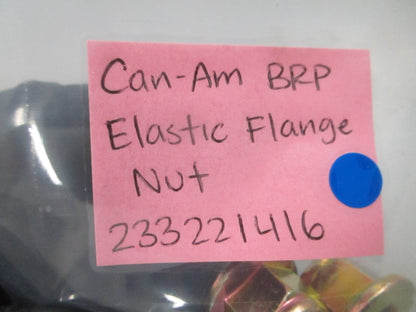 Can-Am BRP
Elastic Flange
Nut
233221416